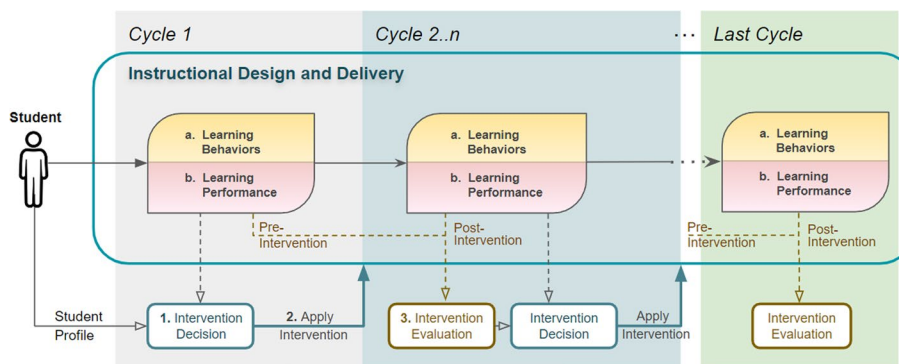 Cycle 1
Cycle 2..n
...
Last Cycle
Instructional Design and Delivery
Student
a. Learning
Behaviors
b. Learning
Performance
a. Learning
Behaviors
b. Learning
Performance
a. Learning
Behaviors
b. Learning
Performance
Pre-
Intervention
Post-
Intervention
Pre-
Intervention
Post-
Intervention
Student
Profile
1. Intervention
Decision
2. Apply
Intervention
3. Intervention
Evaluation
Intervention
Decision
Apply
Intervention
Intervention
Evaluation